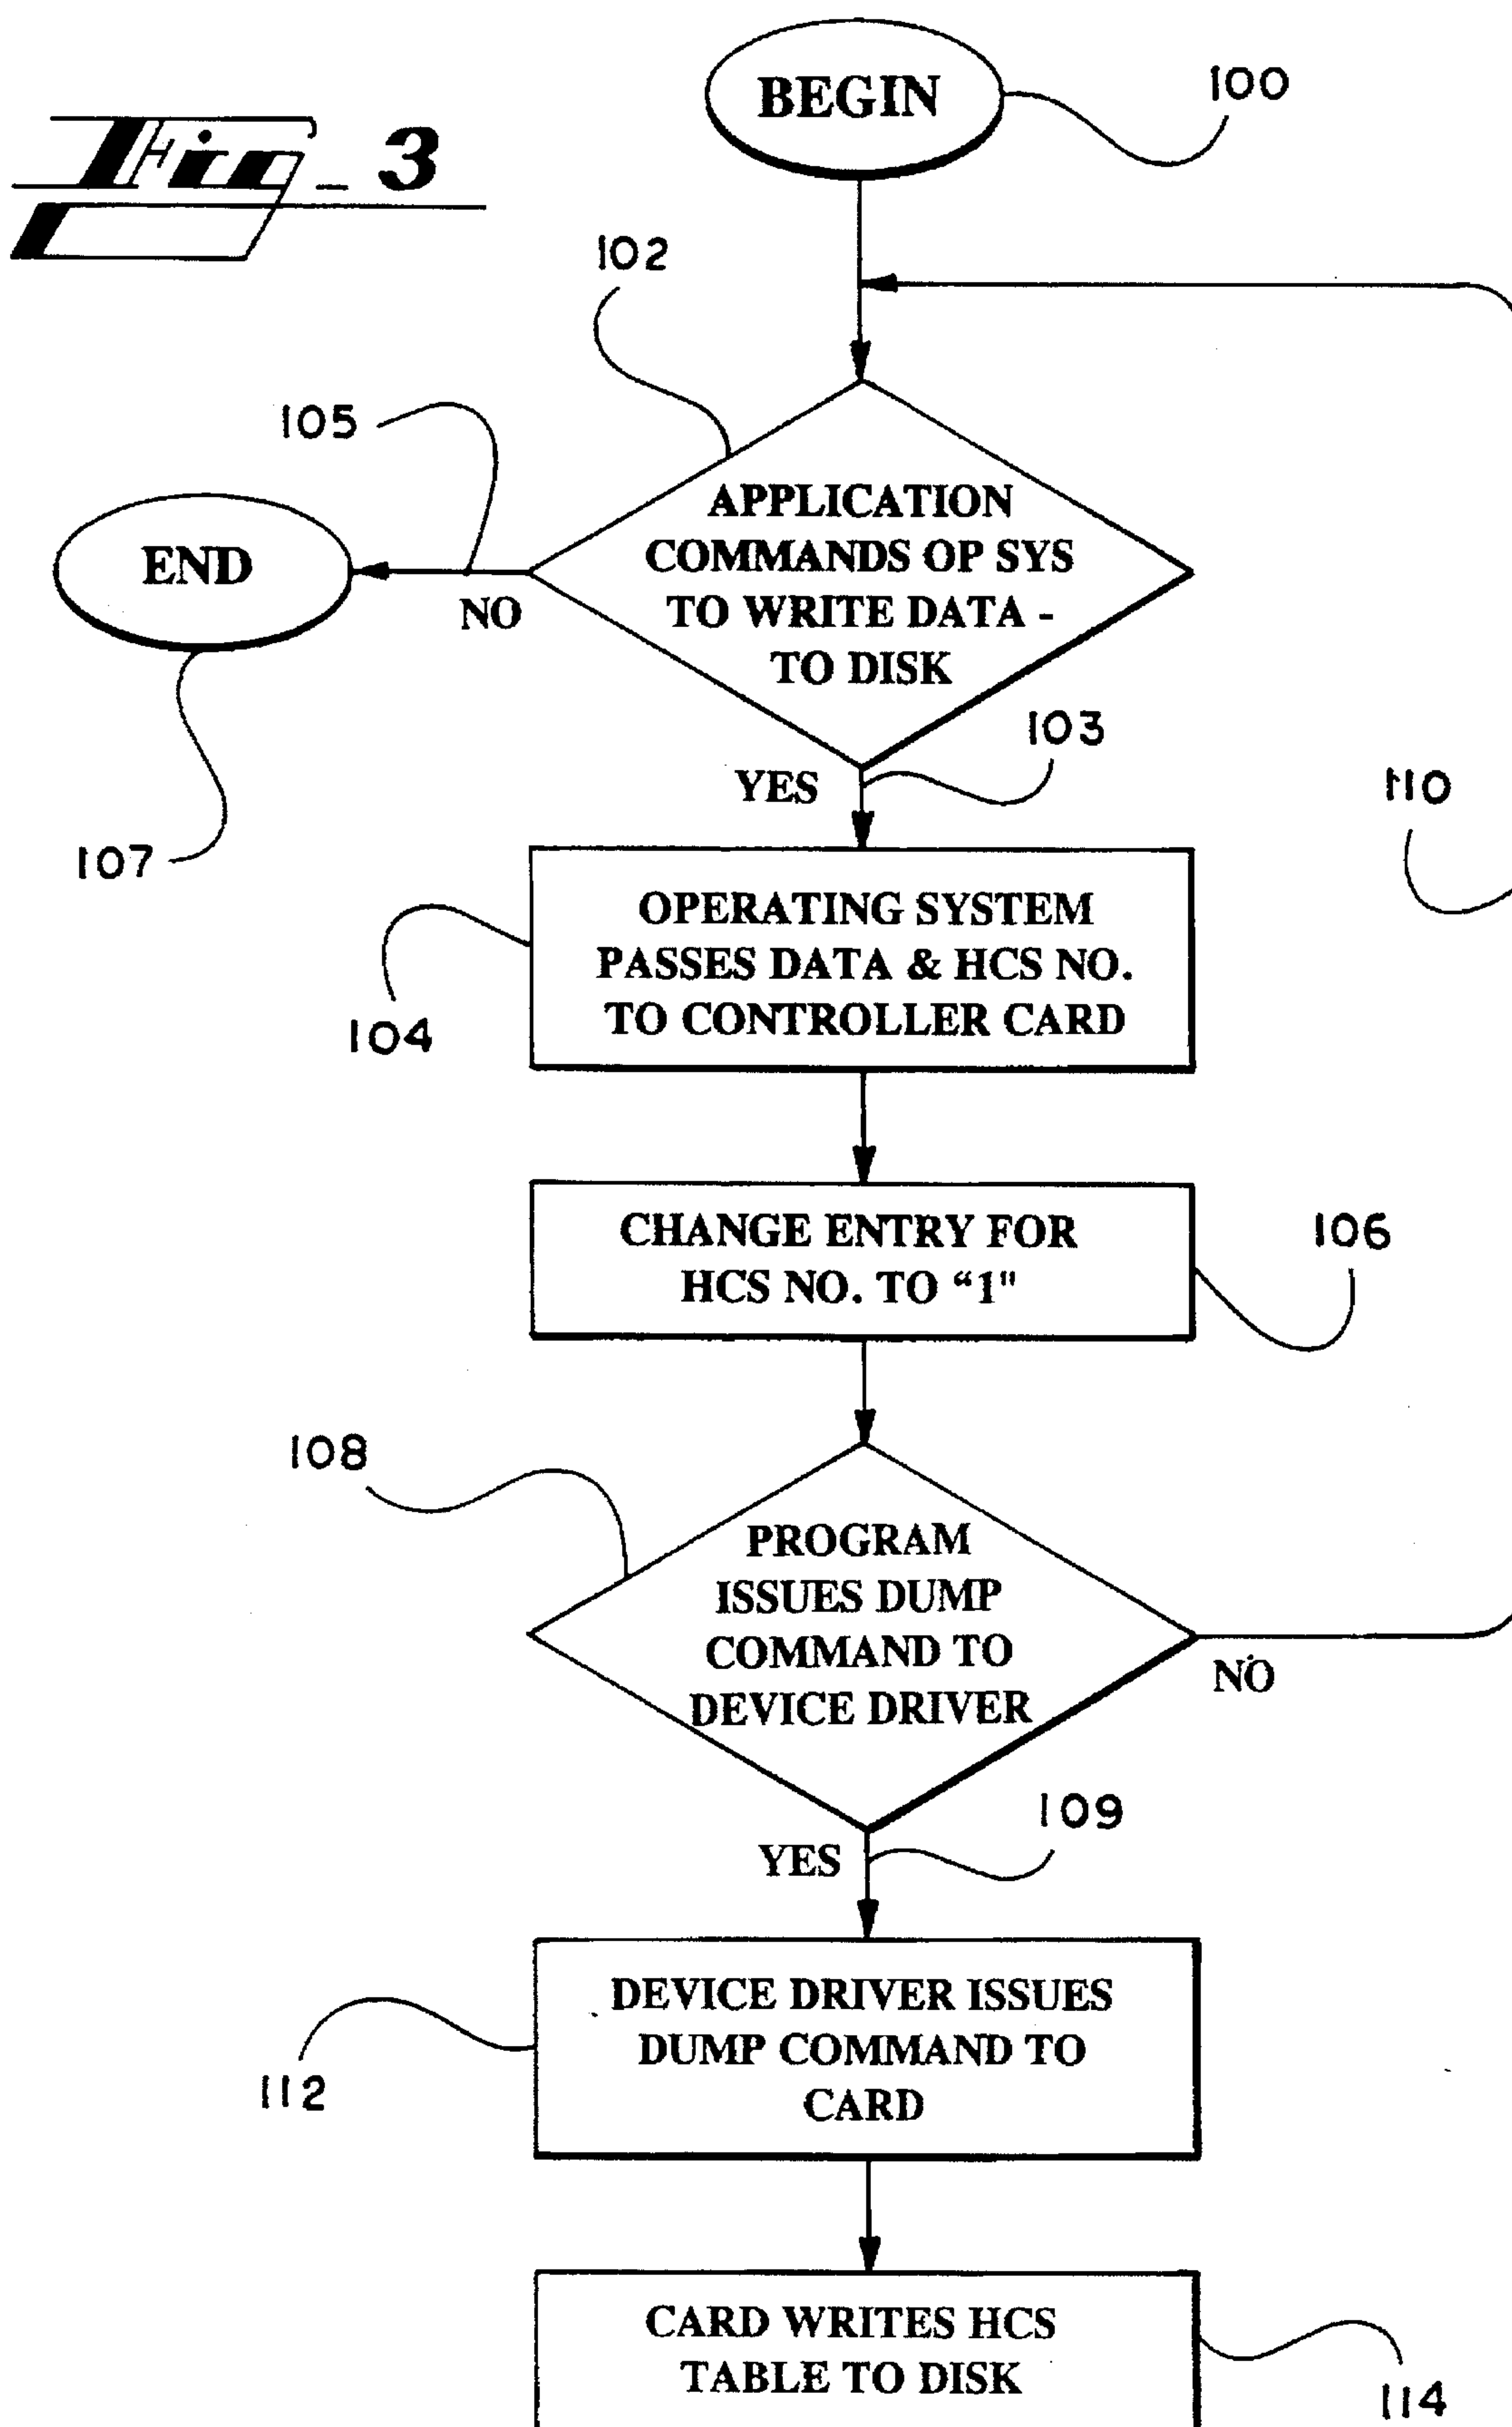 Fig_3
BEGIN
100
102
105
APPLICATION
COMMANDS OP SYS
TO WRITE DATA -
TO DISK
END
NO
107
YES
103
110
OPERATING SYSTEM
PASSES DATA & HCS NO.
TO CONTROLLER CARD
104
CHANGE ENTRY FOR
HCS NO. TO “1"
106
108
PROGRAM
ISSUES DUMP
COMMAND TO
DEVICE DRIVER
NO
YES
109
DEVICE DRIVER ISSUES
DUMP COMMAND TO
CARD
112
CARD WRITES HCS
TABLE TO DISK
114